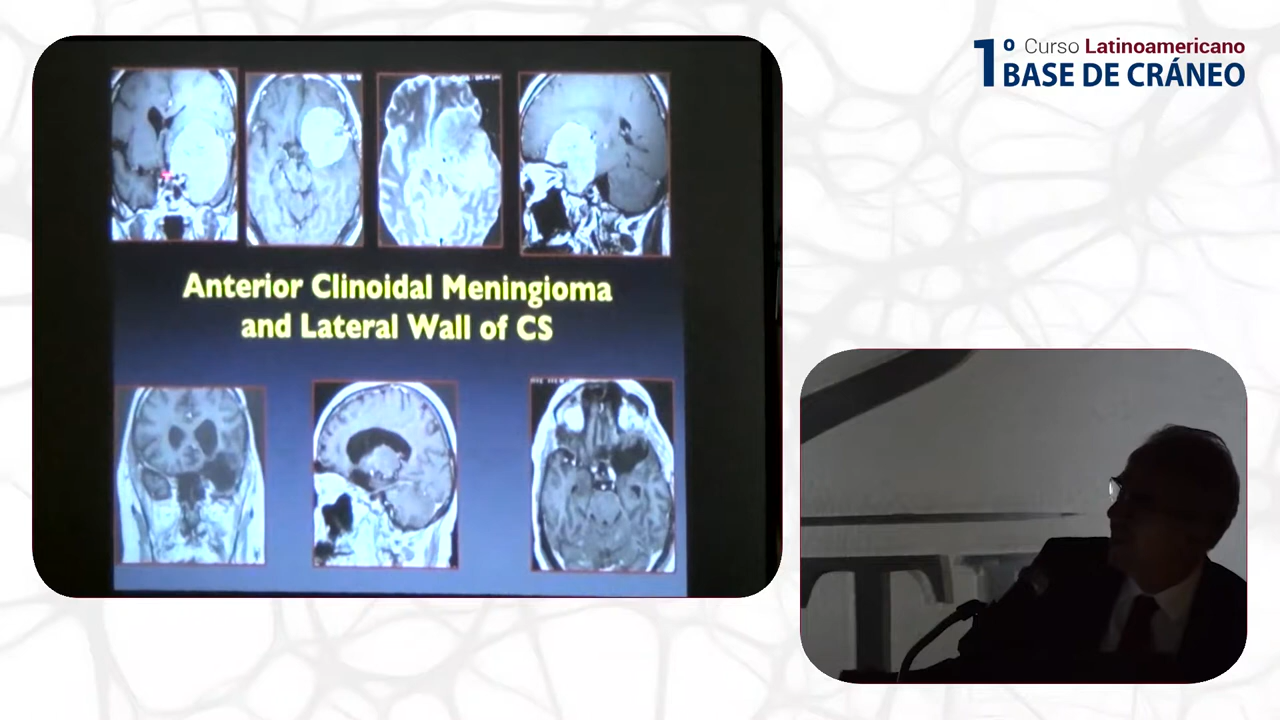 1º Curso Latinoamericano
BASE DE CRÁNEO
Anterior Clinoidal Meningioma
and Lateral Wall of CS